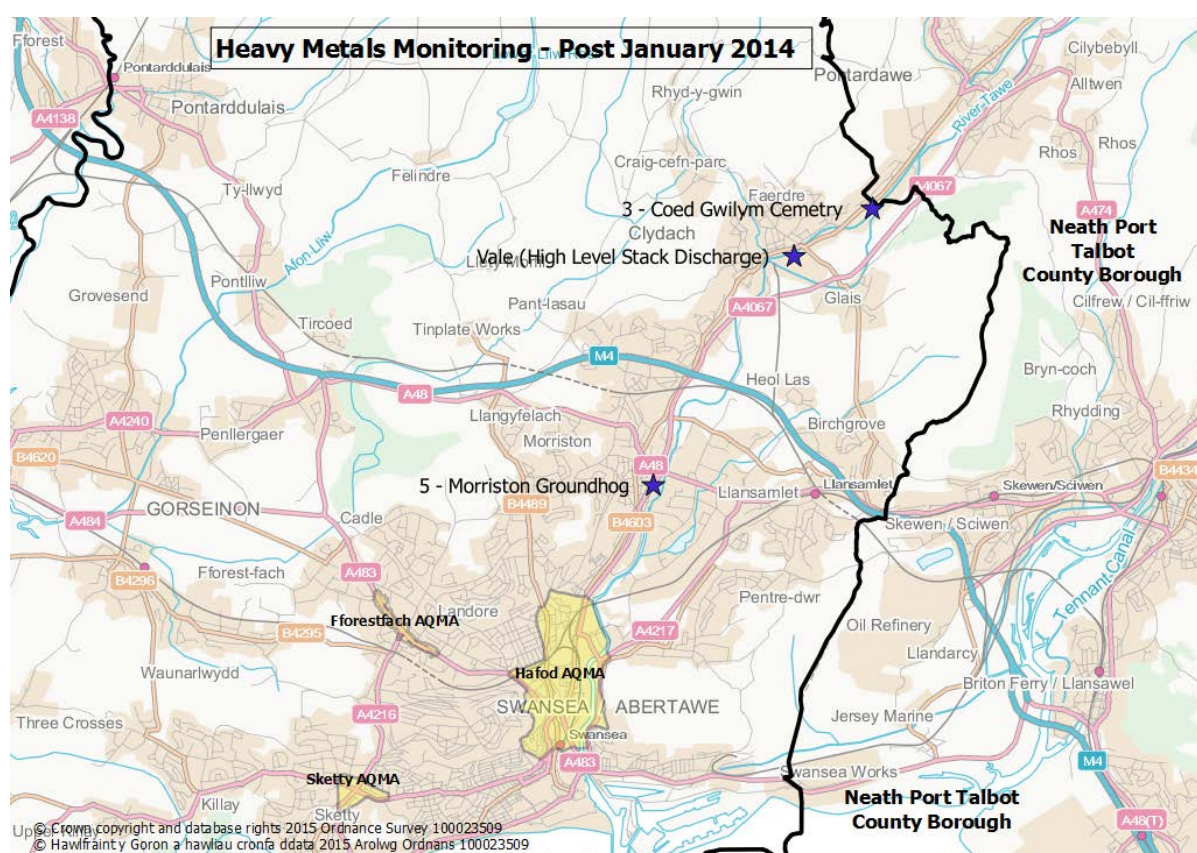 Heavy Metals Monitoring - Post January 2014
Fforest
Pontarddulais
Pontarddulais
A4138
Cilybebyll
Pontardawe
Alltwen
Rhyd-y-gwin
River-Tawe
Rhos
Rhos
Craig-cefn-parc
Felindre
Ty-llwyd
Faerdre
A4067
3 - Coed Gwilym Cemetry
Clydach
A474
Neath Port
Talbot
County Borough
Vale (High Level Stack Discharge)
Afon Lliw
Pontlliw
Grovesend
Pant-lasau
Glais
A4067
Cilfrew / Cil-ffriw
Tircoed
Tinplate Works
M4
Heol Las
Bryn-coch
A48
Llangyfelach
Rhydding
A4240
Penllergaer
Morriston
Birchgrove
B4620
A48
B4434
5 - Morriston Groundhog
Llansamlet
Llansamlet
Skewen/Sciwen
GORSEINON
B4489
A484
Cadle
B4603
Skewen / Sciwen
Fforest-fach
A483
B4296
Tennant Canal
Pentre-dwr
Landore
Fforestfach AQMA
B4295
A4217
Oil Refinery
Llandarcy
Waunarlwydd
Hafod AQMA
Briton Ferry / Llansawel
A4216
SWANSEA / ABERTAWE
Three Crosses
Jersey Marine
Swansea
A483
M4
Sketty AQMA
Swansea Works
Killay
Sketty
Neath Port Talbot
County Borough
A48(T)
© Crown copyright and database rights 2015 Ordnance Survey 100023509
© Hawlfraint y Goron a hawliau cronfa ddata 2015 Arolwg Ordnans 100023509